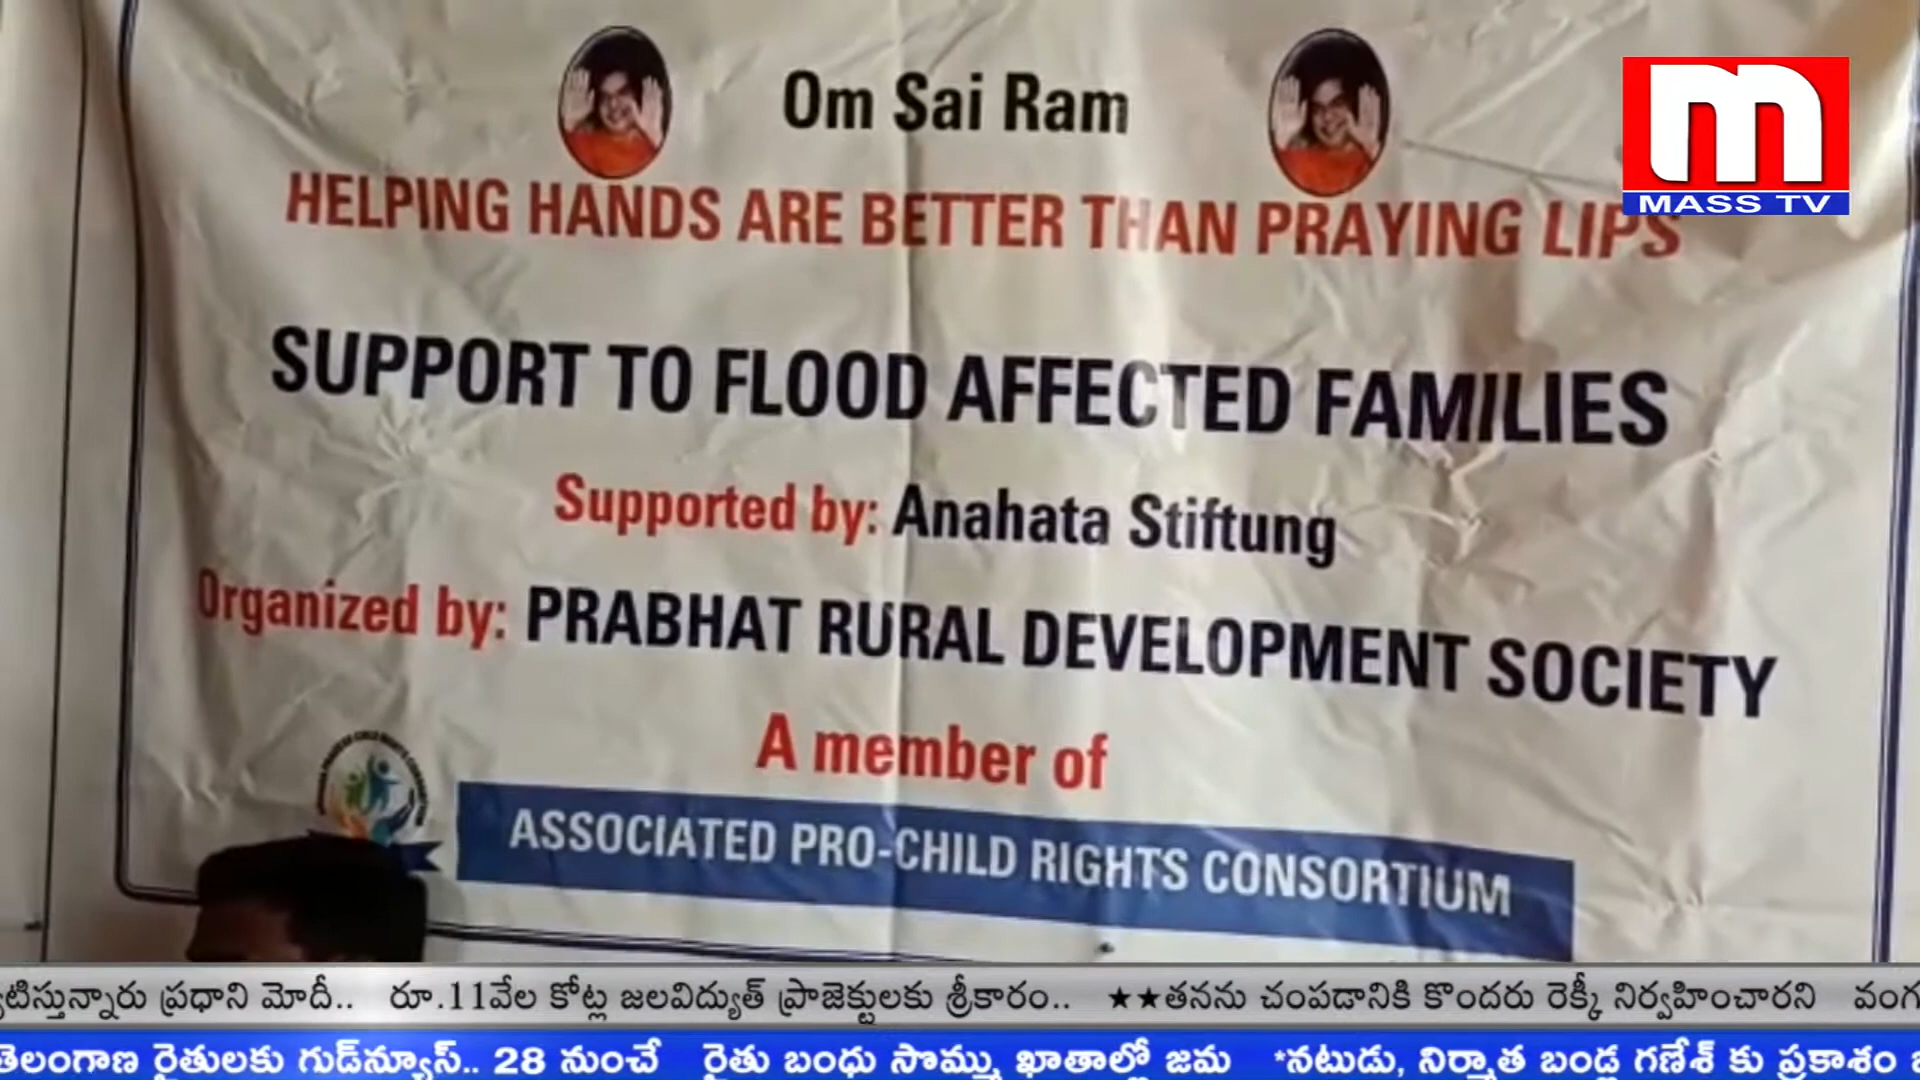 Om Sai Ram
HELPING HANDS ARE BETTER THAN PRAYING LIPS
SUPPORT TO FLOOD AFFECTED FAMILIES
Supported by: Anahata Stiftung
Organized by: PRABHAT RURAL DEVELOPMENT SOCIETY
A member of
ASSOCIATED PRO-CHILD RIGHTS CONSORTIUM
m
MASS TV
ప్రధాని మోదీ.. రూ.11వేల కోట్ల జలవిద్యుత్ ప్రాజెక్టులకు శ్రీకారం.. ★★తనను చంపడానికి కొందరు రెక్కీ నిర్వహించారని
తెలంగాణ రైతులకు గుడ్‌న్యూస్.. 28 నుంచే రైతు బంధు సొమ్ము ఖాతాల్లో జమ *నటుడు, నిర్మాత బండ్ల గణేశ్ కు ప్రకాశం